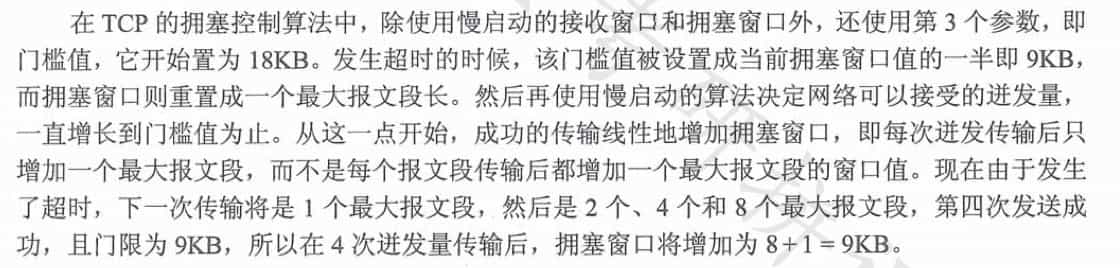 在 TCP 的拥塞控制算法中，除使用慢启动的接收窗口和拥塞窗口外，还使用第 3 个参数，即
门槛值，它开始置为 18KB。发生超时的时候，该门槛值被设置成当前拥塞窗口值的一半即 9KB，
而拥塞窗口则重置成一个最大报文段长。然后再使用慢启动的算法决定网络可以接受的迸发量，
一直增长到门槛值为止。从这一点开始，成功的传输线性地增加拥塞窗口，即每次迸发传输后只
增加一个最大报文段，而不是每个报文段传输后都增加一个最大报文段的窗口值。现在由于发生
了超时，下一次传输将是 1 个最大报文段，然后是 2 个、4 个和 8 个最大报文段，第四次发送成
功，且门限为 9KB，所以在 4 次迸发量传输后，拥塞窗口将增加为 8+1=9KB。